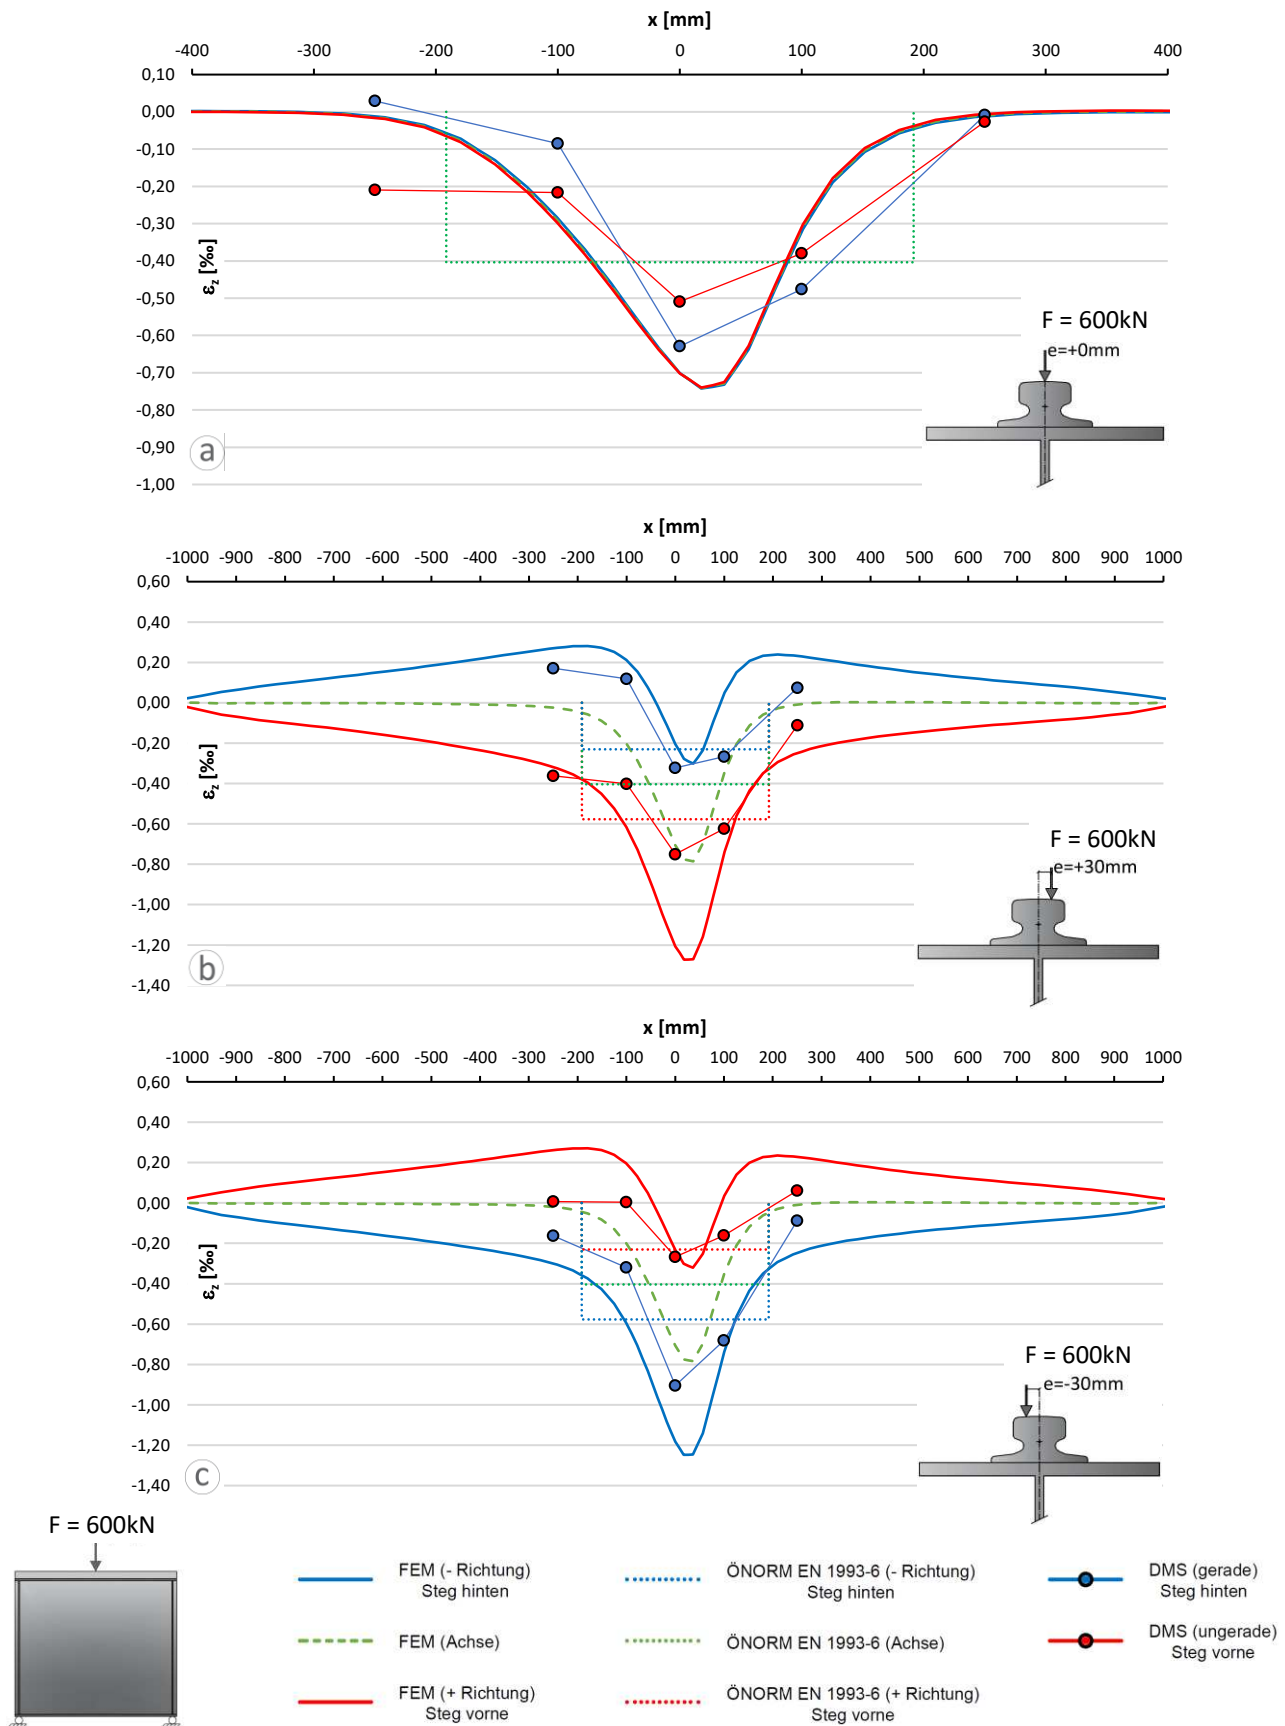 x [mm]
-400 -300 -200 -100 0 100 200 300 400
0,10
0,00
-0,10
-0,20
-0,30
-0,40
-0,50
-0,60
-0,70
-0,80
-0,90
-1,00
εz [‰]
F = 600kN
e=+0mm
a
x [mm]
-1000 -900 -800 -700 -600 -500 -400 -300 -200 -100 0 100 200 300 400 500 600 700 800 900 1000
0,60
0,40
0,20
0,00
-0,20
-0,40
-0,60
-0,80
-1,00
-1,20
-1,40
εz [‰]
F = 600kN
e=+30mm
b
x [mm]
-1000 -900 -800 -700 -600 -500 -400 -300 -200 -100 0 100 200 300 400 500 600 700 800 900 1000
0,60
0,40
0,20
0,00
-0,20
-0,40
-0,60
-0,80
-1,00
-1,20
-1,40
εz [‰]
F = 600kN
e=-30mm
c
F = 600kN
FEM (- Richtung)
Steg hinten
FEM (Achse)
FEM (+ Richtung)
Steg vorne
ÖNORM EN 1993-6 (- Richtung)
Steg hinten
ÖNORM EN 1993-6 (Achse)
ÖNORM EN 1993-6 (+ Richtung)
Steg vorne
DMS (gerade)
Steg hinten
DMS (ungerade)
Steg vorne